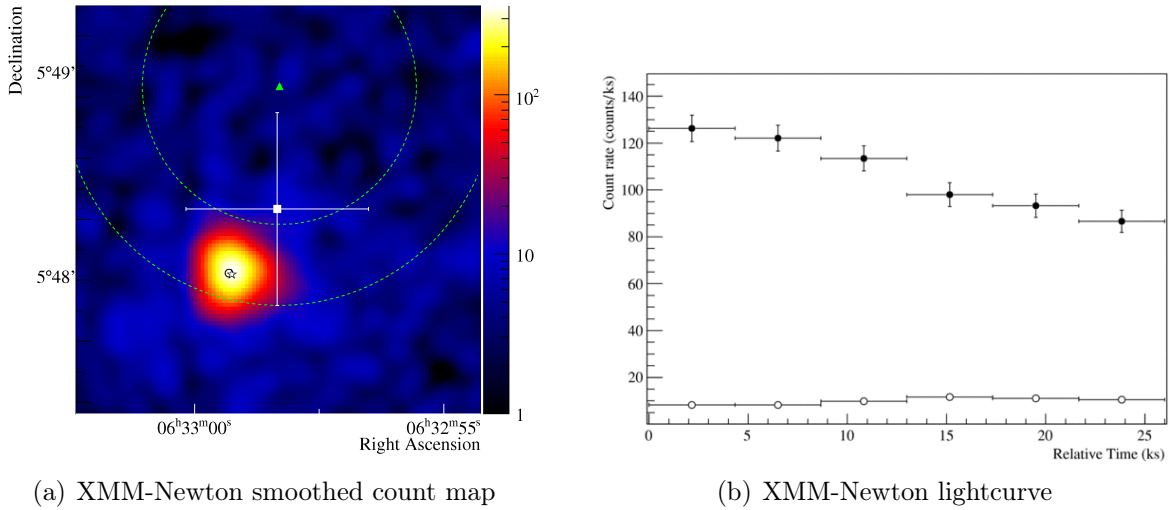 Declination
5°49'
5°48'
06ʰ33ᵐ00ˢ
06ʰ32ᵐ55ˢ
Right Ascension
10²
10
1
(a) XMM-Newton smoothed count map
Count rate (counts/ks)
140
120
100
80
60
40
20
0
5
10
15
20
25
Relative Time (ks)
(b) XMM-Newton lightcurve